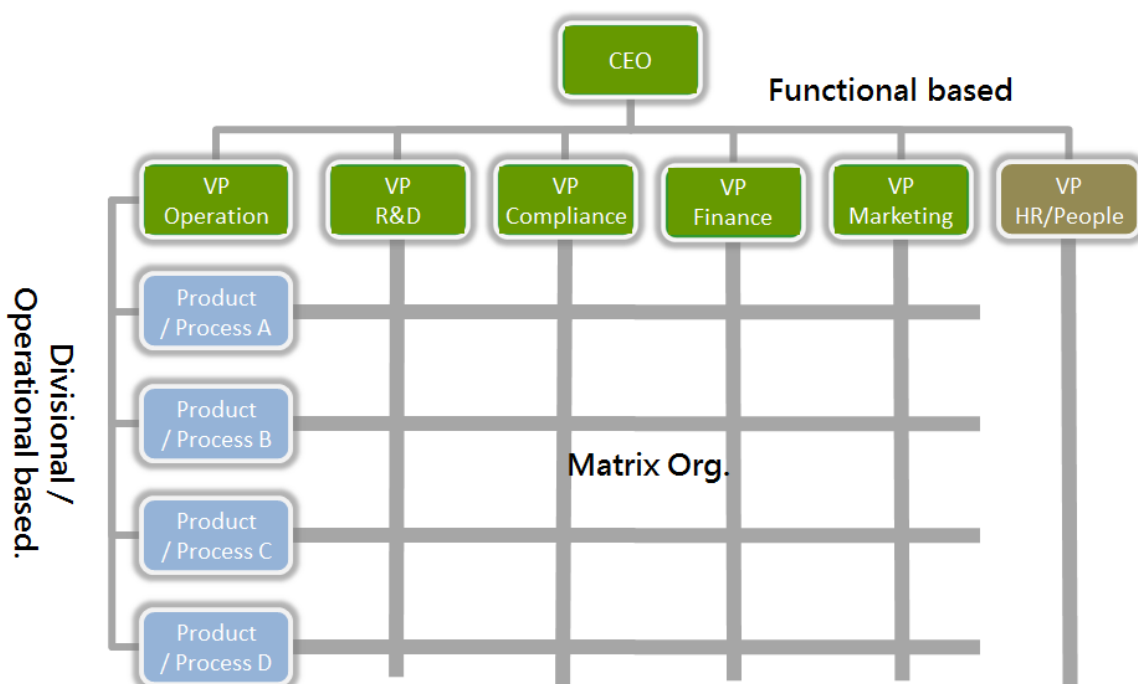 CEO
Functional based
VP
Operation
VP
R&D
VP
Compliance
VP
Finance
VP
Marketing
VP
HR/People
Divisional /
Operational based.
Product
/ Process A
Product
/ Process B
Matrix Org.
Product
/ Process C
Product
/ Process D